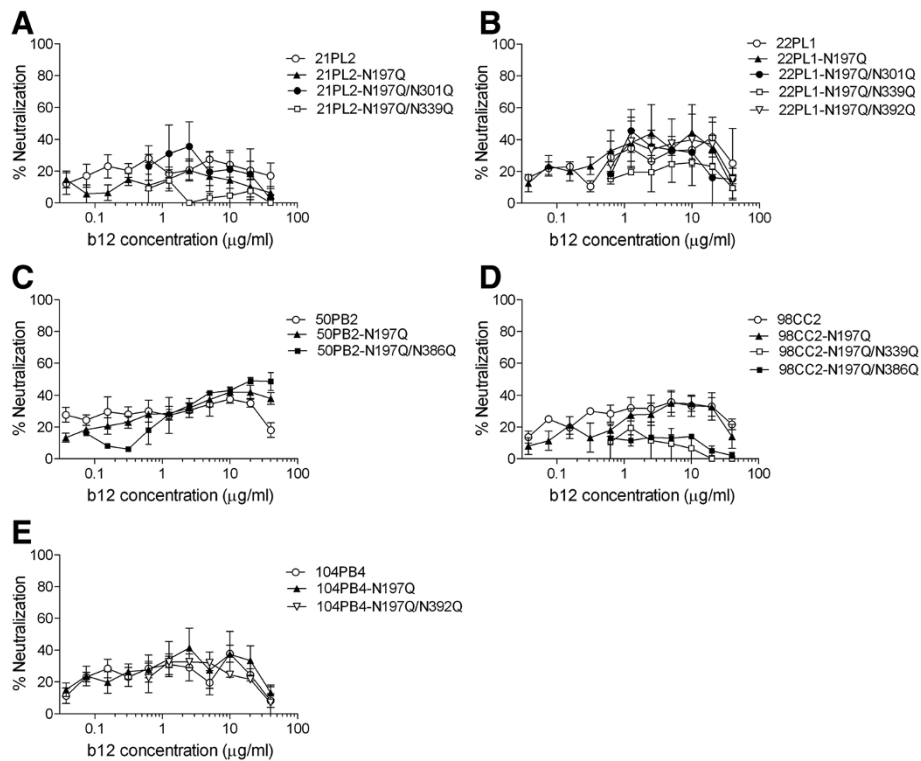 A
% Neutralization
100
80
60
40
20
0
0.1
1
10
100
b12 concentration (μg/ml)
21PL2
21PL2-N197Q
21PL2-N197Q/N301Q
21PL2-N197Q/N339Q
B
% Neutralization
100
80
60
40
20
0
0.1
1
10
100
b12 concentration (μg/ml)
22PL1
22PL1-N197Q
22PL1-N197Q/N301Q
22PL1-N197Q/N339Q
22PL1-N197Q/N392Q
C
% Neutralization
100
80
60
40
20
0
0.1
1
10
100
b12 concentration (μg/ml)
50PB2
50PB2-N197Q
50PB2-N197Q/N386Q
D
% Neutralization
100
80
60
40
20
0
0.1
1
10
100
b12 concentration (μg/ml)
98CC2
98CC2-N197Q
98CC2-N197Q/N339Q
98CC2-N197Q/N386Q
E
% Neutralization
100
80
60
40
20
0
0.1
1
10
100
b12 concentration (μg/ml)
104PB4
104PB4-N197Q
104PB4-N197Q/N392Q